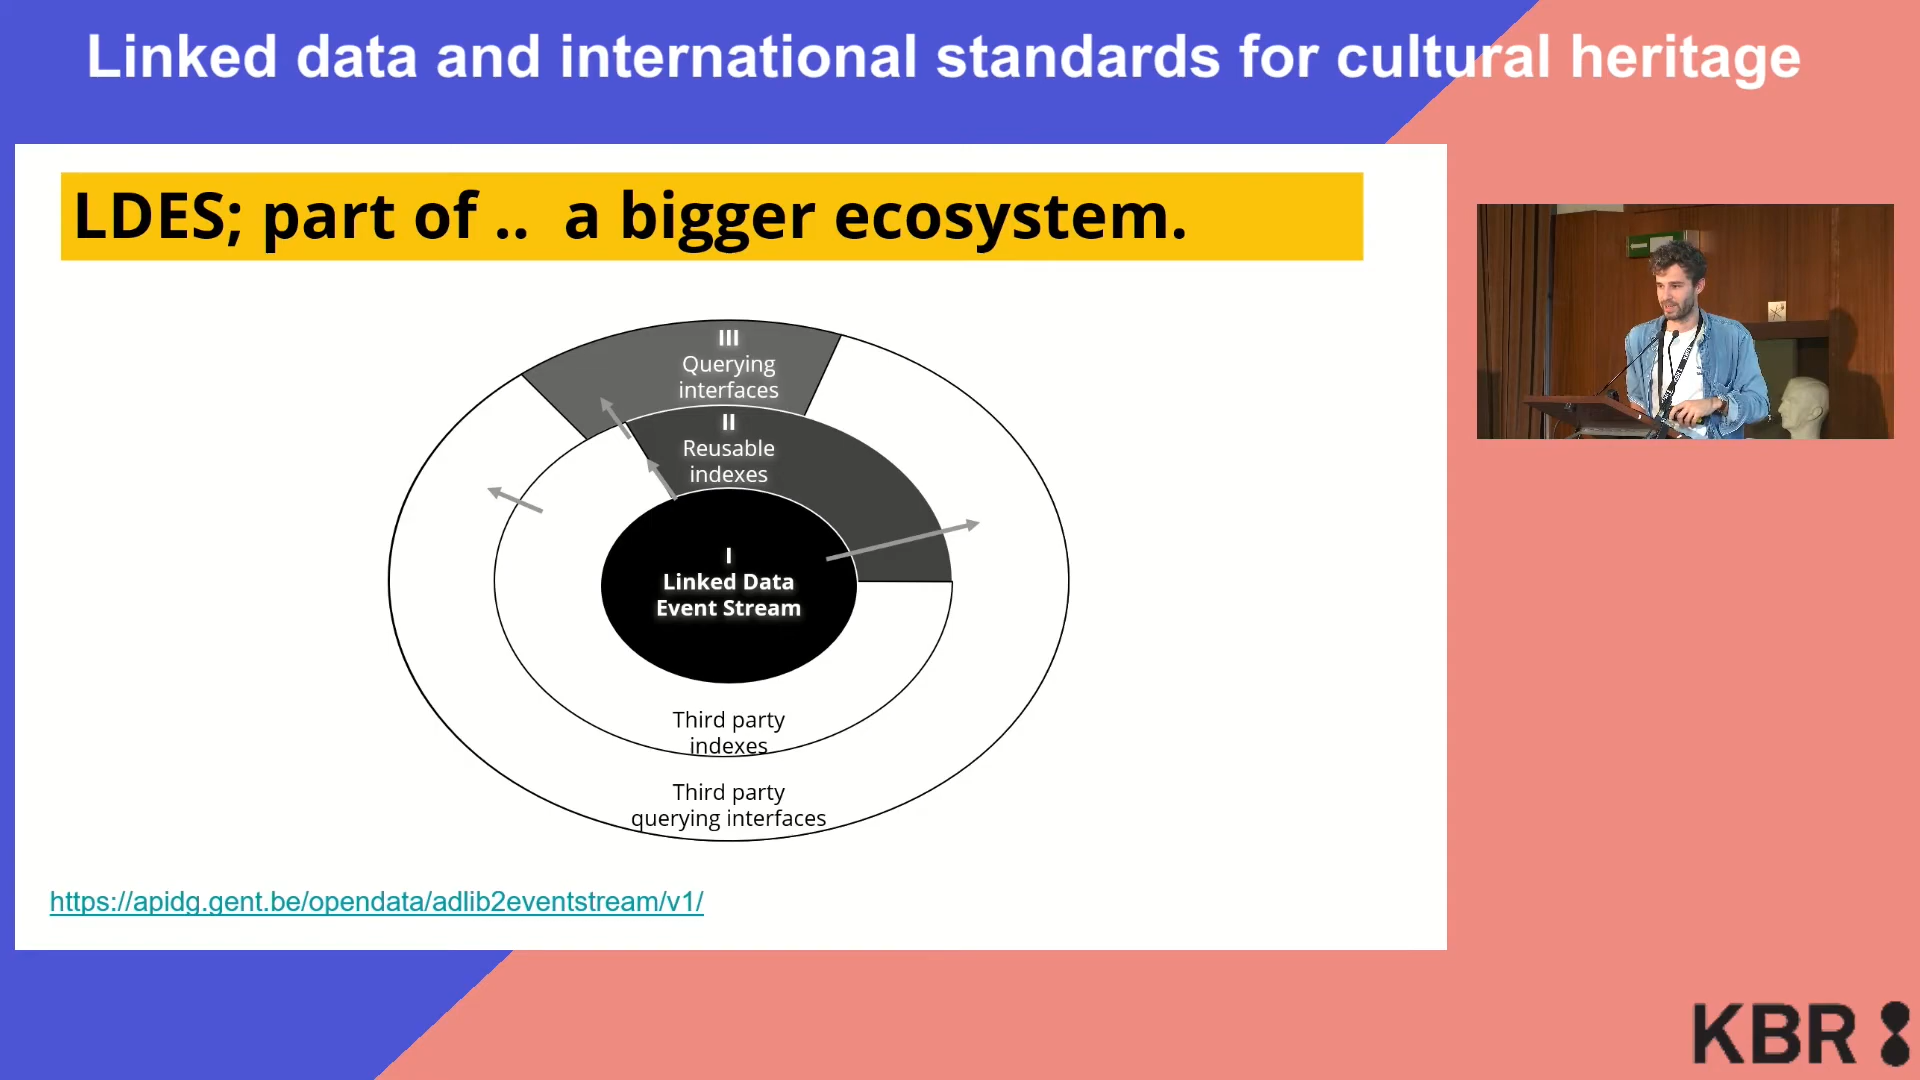 Linked data and international standards for cultural heritage
LDES; part of .. a bigger ecosystem.
III
Querying
interfaces
II
Reusable
indexes
I
Linked Data
Event Stream
Third party
indexes
Third party
querying interfaces
https://apidg.gent.be/opendata/adlib2eventstream/v1/
KBR